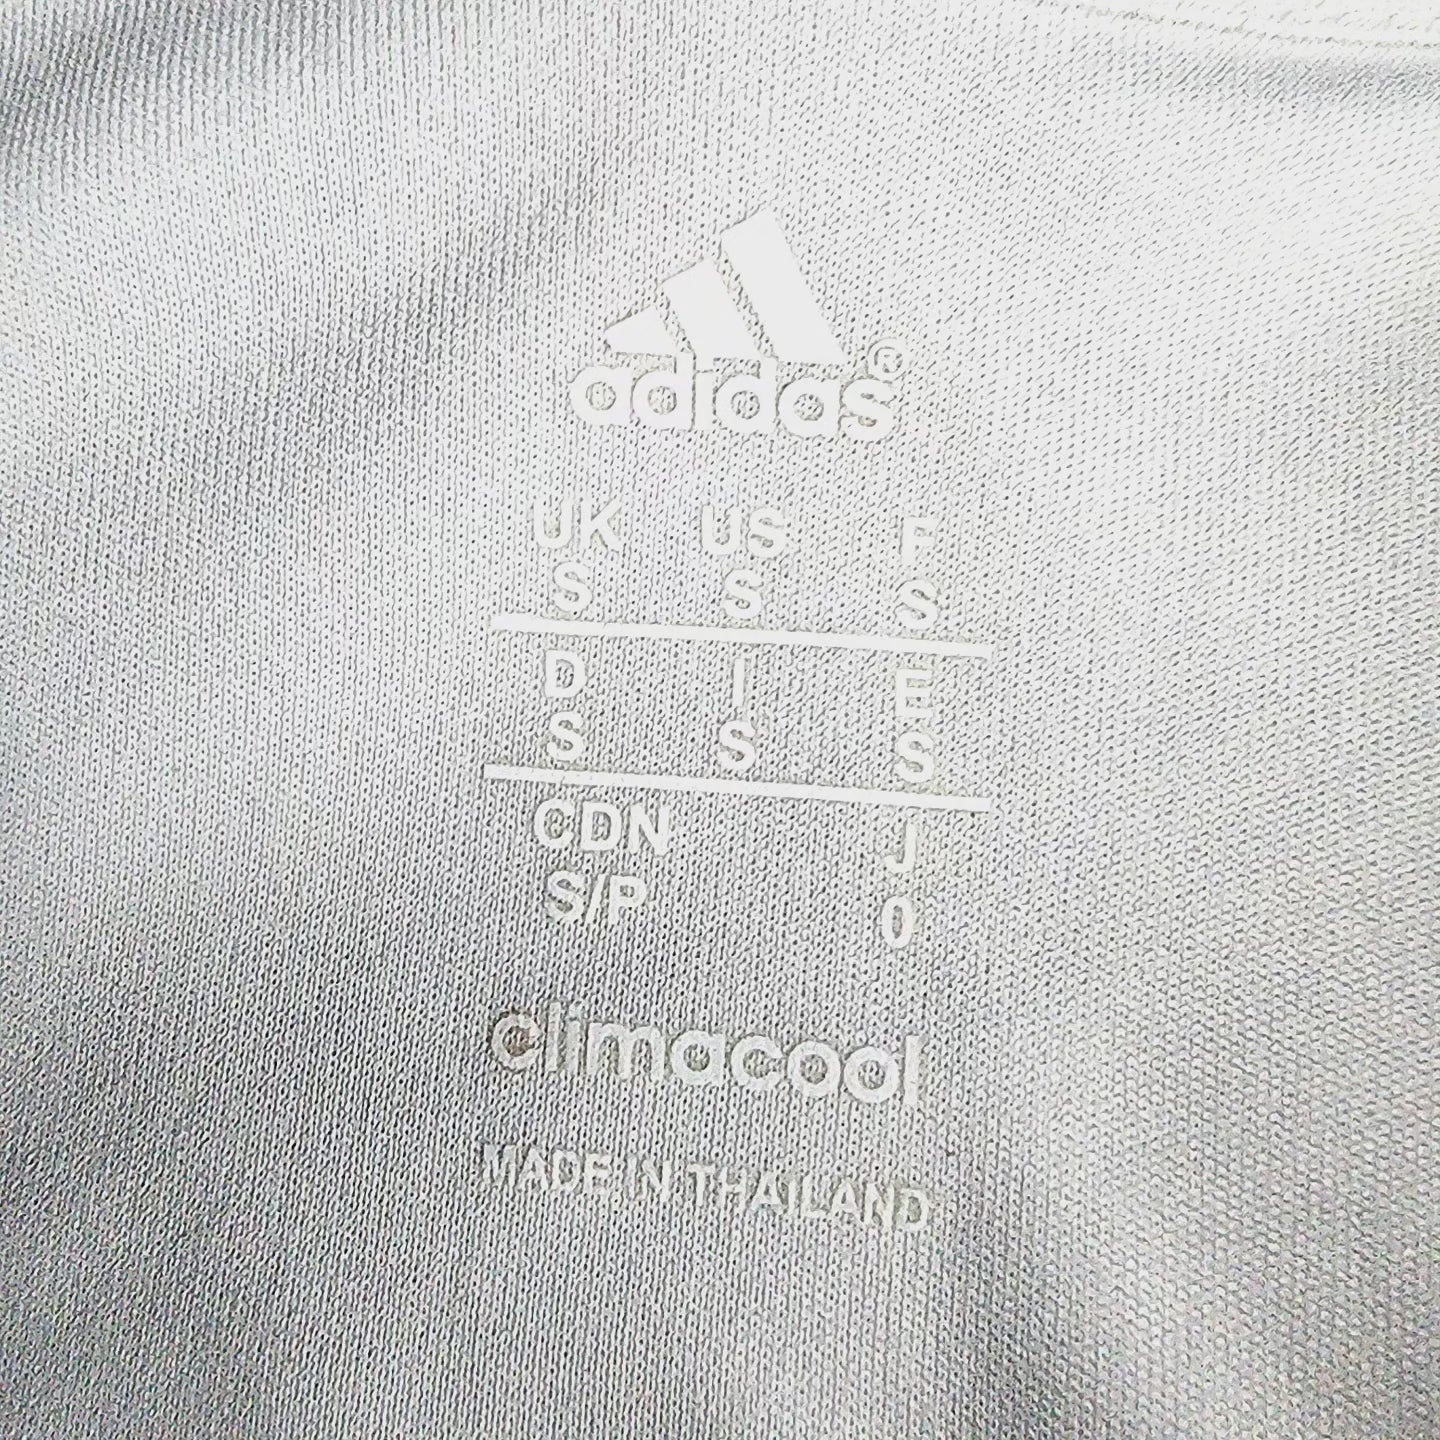 adidas®
UK US F
S S S
D I E
S S S
CDN J
S/P O
climacool
MADE IN THAILAND